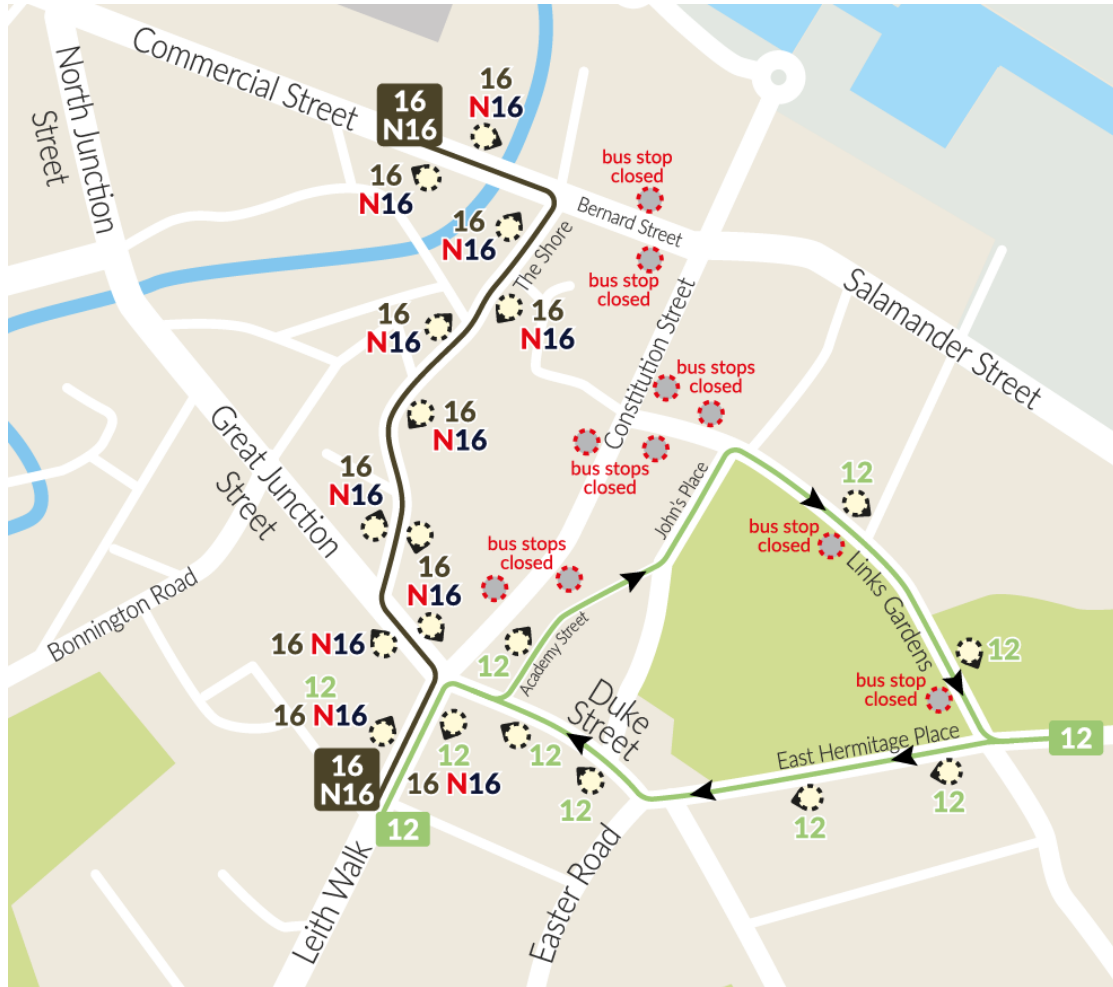 Commercial Street
North Junction
Street
16
N16
16
N16
16
N16
16
N16
bus stop
closed
Bernard Street
bus stop
closed
The Shore
16
N16
16
N16
Salamander Street
Constitution Street
bus stops
closed
16
N16
bus stops
closed
Great Junction
Street
16
N16
John's Place
12
bus stop
closed
Links Gardens
bus stops
closed
16
N16
Bonnington Road
Academy Street
16 N16
12
12
12
16 N16
Duke
Street
bus stop
closed
East Hermitage Place
12
16
N16
12
16 N16
12
12
12
12
12
Leith Walk
Easter Road